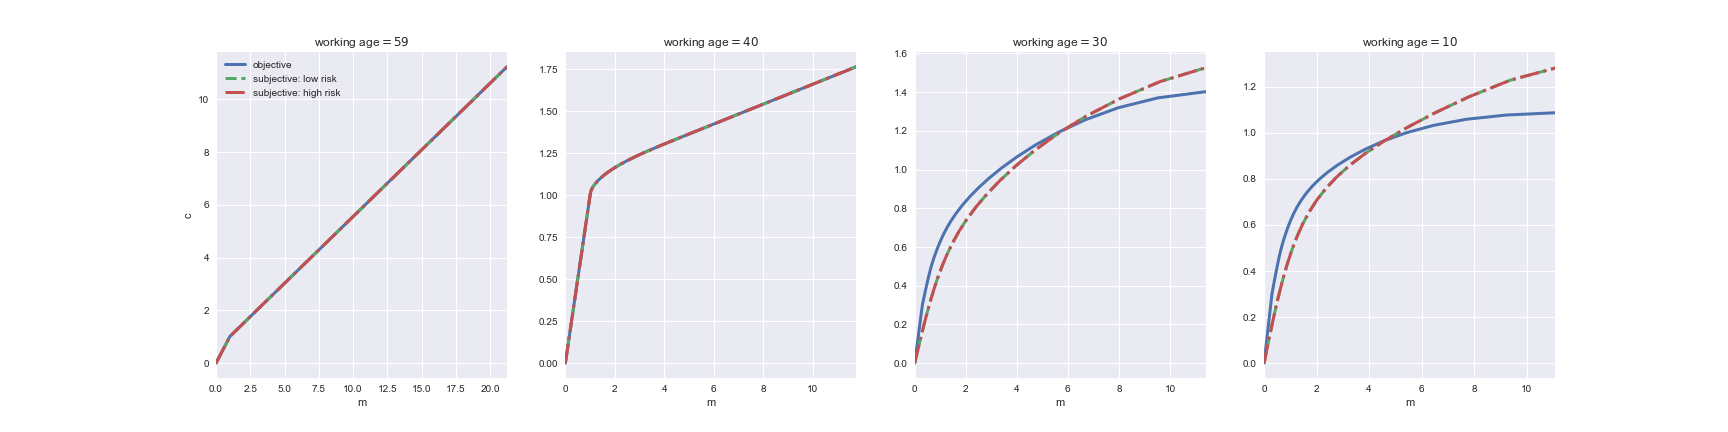 working age = 59
objective
subjective: low risk
subjective: high risk
10
8
6
4
2
0
c
0.0 2.5 5.0 7.5 10.0 12.5 15.0 17.5 20.0
m
working age = 40
1.75
1.50
1.25
1.00
0.75
0.50
0.25
0.00
0 2 4 6 8 10
m
working age = 30
1.6
1.4
1.2
1.0
0.8
0.6
0.4
0.2
0.0
0 2 4 6 8 10
m
working age = 10
1.2
1.0
0.8
0.6
0.4
0.2
0.0
0 2 4 6 8 10
m